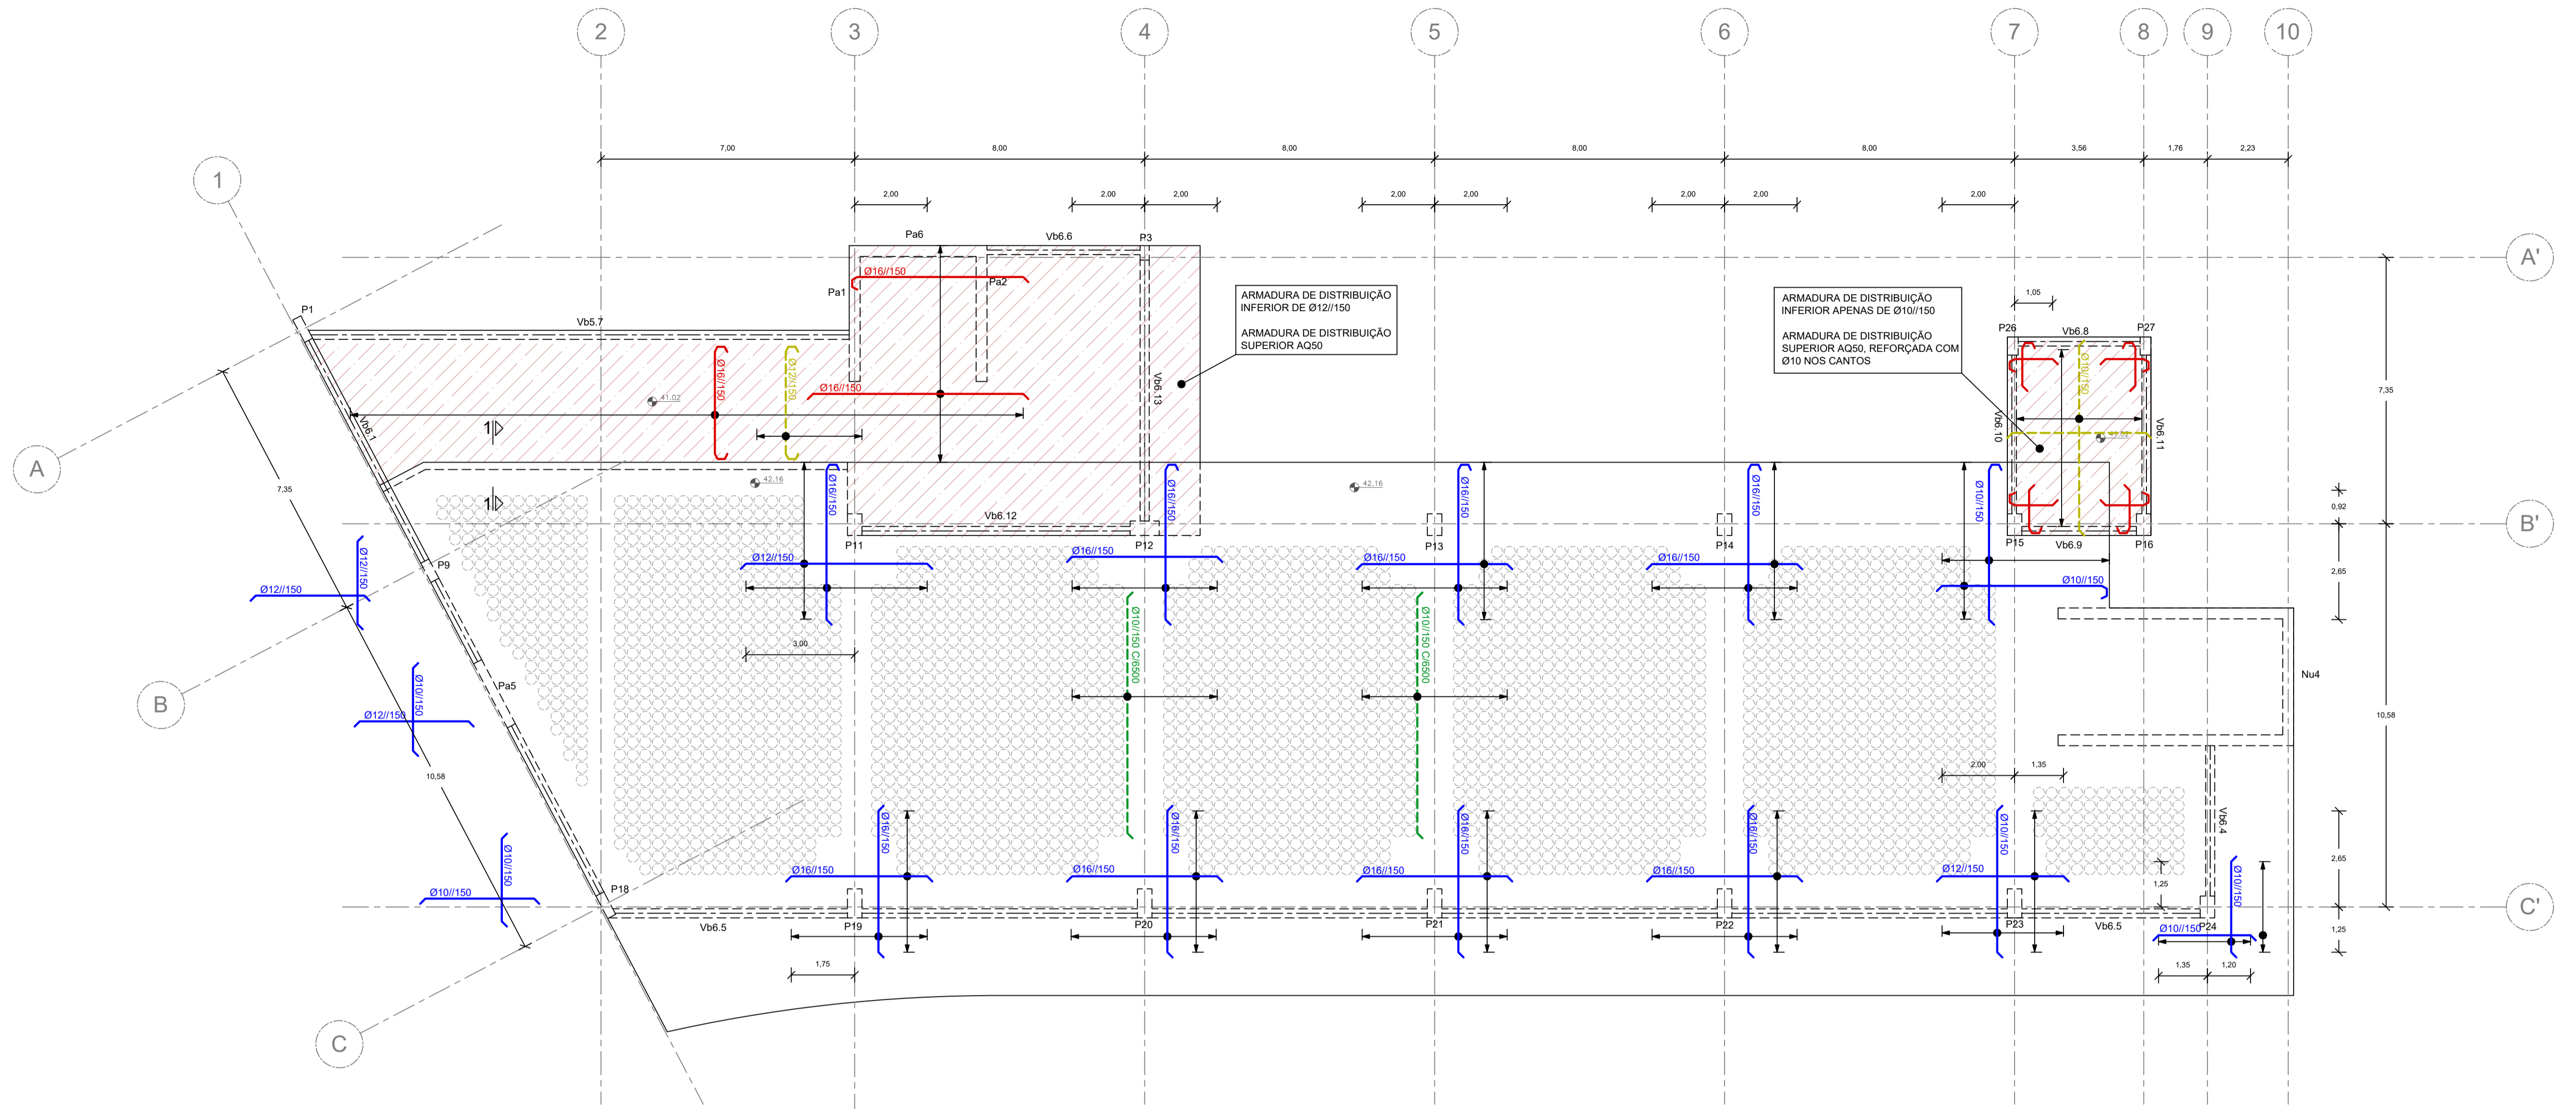 2
3
4
5
6
7
8
9
10
1
7,00
8,00
8,00
8,00
8,00
3,56
1,76
2,23
2,00
2,00
2,00
2,00
2,00
2,00
2,00
2,00
Pa6
Vb6.6
P3
A'
Ø16//150
Pa1
Pa2
ARMADURA DE DISTRIBUIÇÃO
INFERIOR DE Ø12//150
ARMADURA DE DISTRIBUIÇÃO
SUPERIOR AQ50
ARMADURA DE DISTRIBUIÇÃO
INFERIOR APENAS DE Ø10//150
ARMADURA DE DISTRIBUIÇÃO
SUPERIOR AQ50, REFORÇADA COM
Ø10 NOS CANTOS
1,05
P26
Vb6.8
P27
P1
Vb5.7
Ø16//150
Ø12//150
Ø16//150
Vb6.13
Ø10//150
7,35
41.02
Vb6.1
1
Vb6.10
Vb6.11
A
42.16
42.16
7,35
1
Ø16//150
Ø16//150
Ø16//150
Ø16//150
Ø10//150
0,92
Vb6.12
B'
P11
P12
P13
P14
P15
Vb6.9
P16
Ø12//150
Ø16//150
Ø16//150
Ø16//150
Ø10//150
2,65
P9
Ø12//150
Ø12//150
Ø10//150 C/6500
Ø10//150 C/6500
3,00
Nu4
Pa5
Ø10//150
Ø12//150
B
10,58
10,58
2,00
1,35
Ø16//150
Ø16//150
Ø16//150
Ø16//150
Ø10//150
Vb6.4
2,65
Ø10//150
Ø10//150
Ø16//150
Ø16//150
Ø16//150
Ø16//150
Ø12//150
1,25
Ø10//150
P18
C'
Vb6.5
P19
P20
P21
P22
P23
Vb6.5
P24
Ø10//150
1,25
1,75
1,35
1,20
C